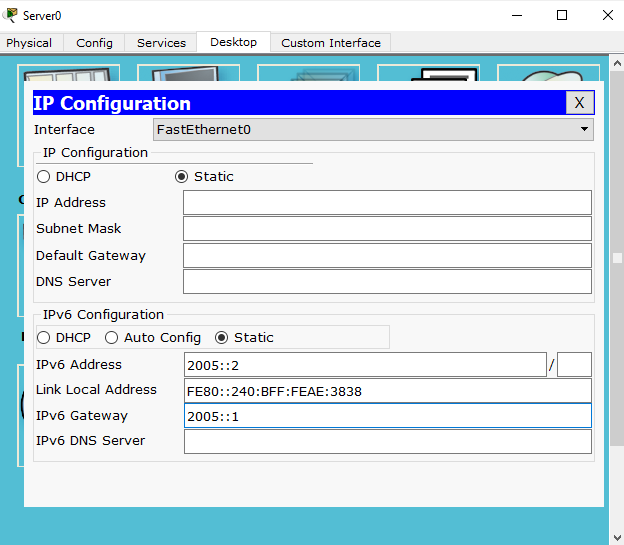 Server0
Physical Config Services Desktop Custom Interface
IP Configuration X
Interface FastEthernet0
IP Configuration
DHCP Static
IP Address
Subnet Mask
Default Gateway
DNS Server
IPv6 Configuration
DHCP Auto Config Static
IPv6 Address 2005::2 /
Link Local Address FE80::240:BFF:FEAE:3838
IPv6 Gateway 2005::1
IPv6 DNS Server